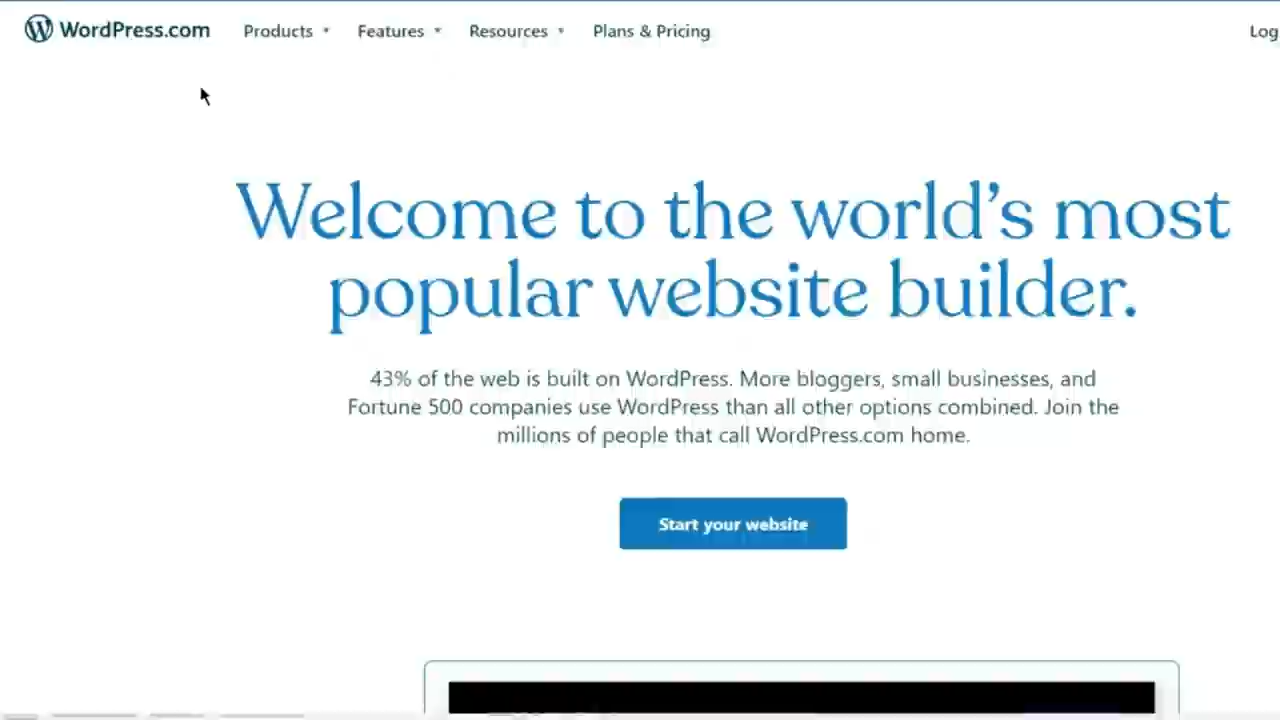 WordPress.com Products Features Resources Plans & Pricing Log
Welcome to the world's most
popular website builder.
43% of the web is built on WordPress. More bloggers, small businesses, and
Fortune 500 companies use WordPress than all other options combined. Join the
millions of people that call WordPress.com home.
Start your website